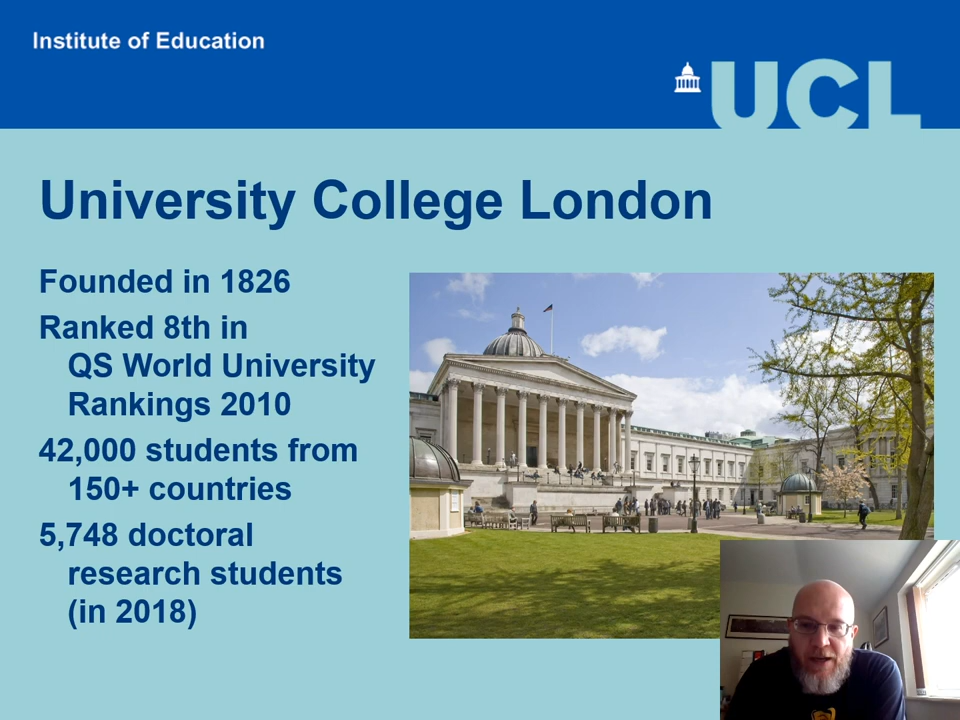 Institute of Education
UCL
University College London
Founded in 1826
Ranked 8th in
QS World University
Rankings 2010
42,000 students from
150+ countries
5,748 doctoral
research students
(in 2018)